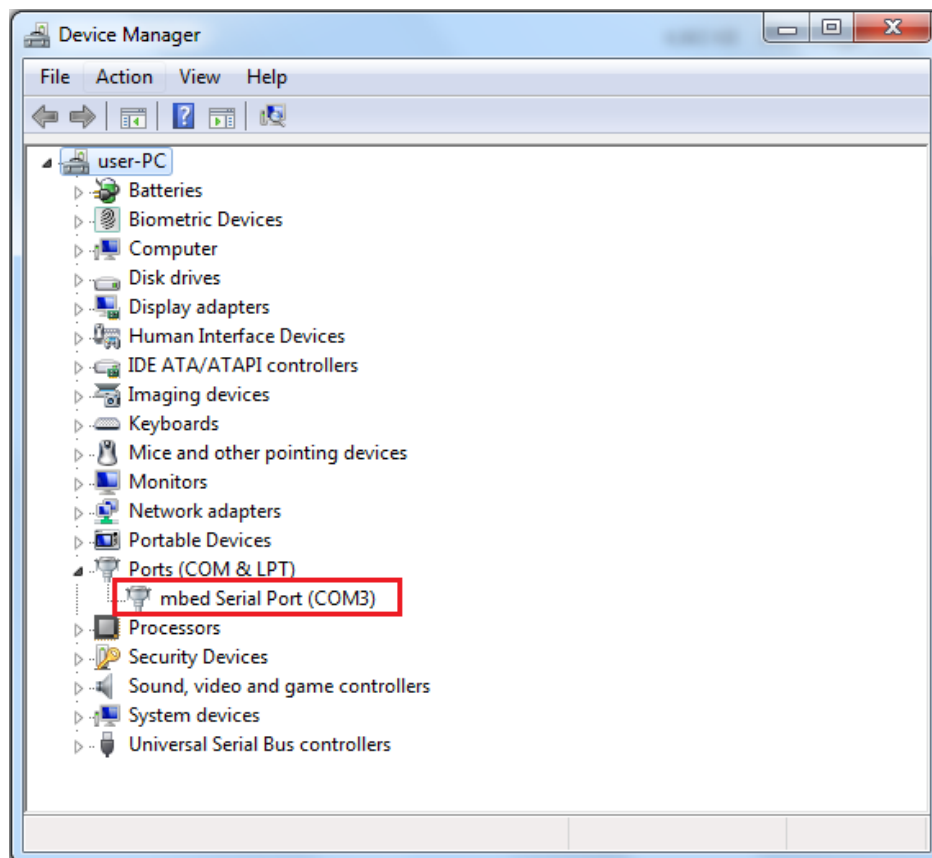 Device Manager
File Action View Help
user-PC
Batteries
Biometric Devices
Computer
Disk drives
Display adapters
Human Interface Devices
IDE ATA/ATAPI controllers
Imaging devices
Keyboards
Mice and other pointing devices
Monitors
Network adapters
Portable Devices
Ports (COM & LPT)
mbed Serial Port (COM3)
Processors
Security Devices
Sound, video and game controllers
System devices
Universal Serial Bus controllers